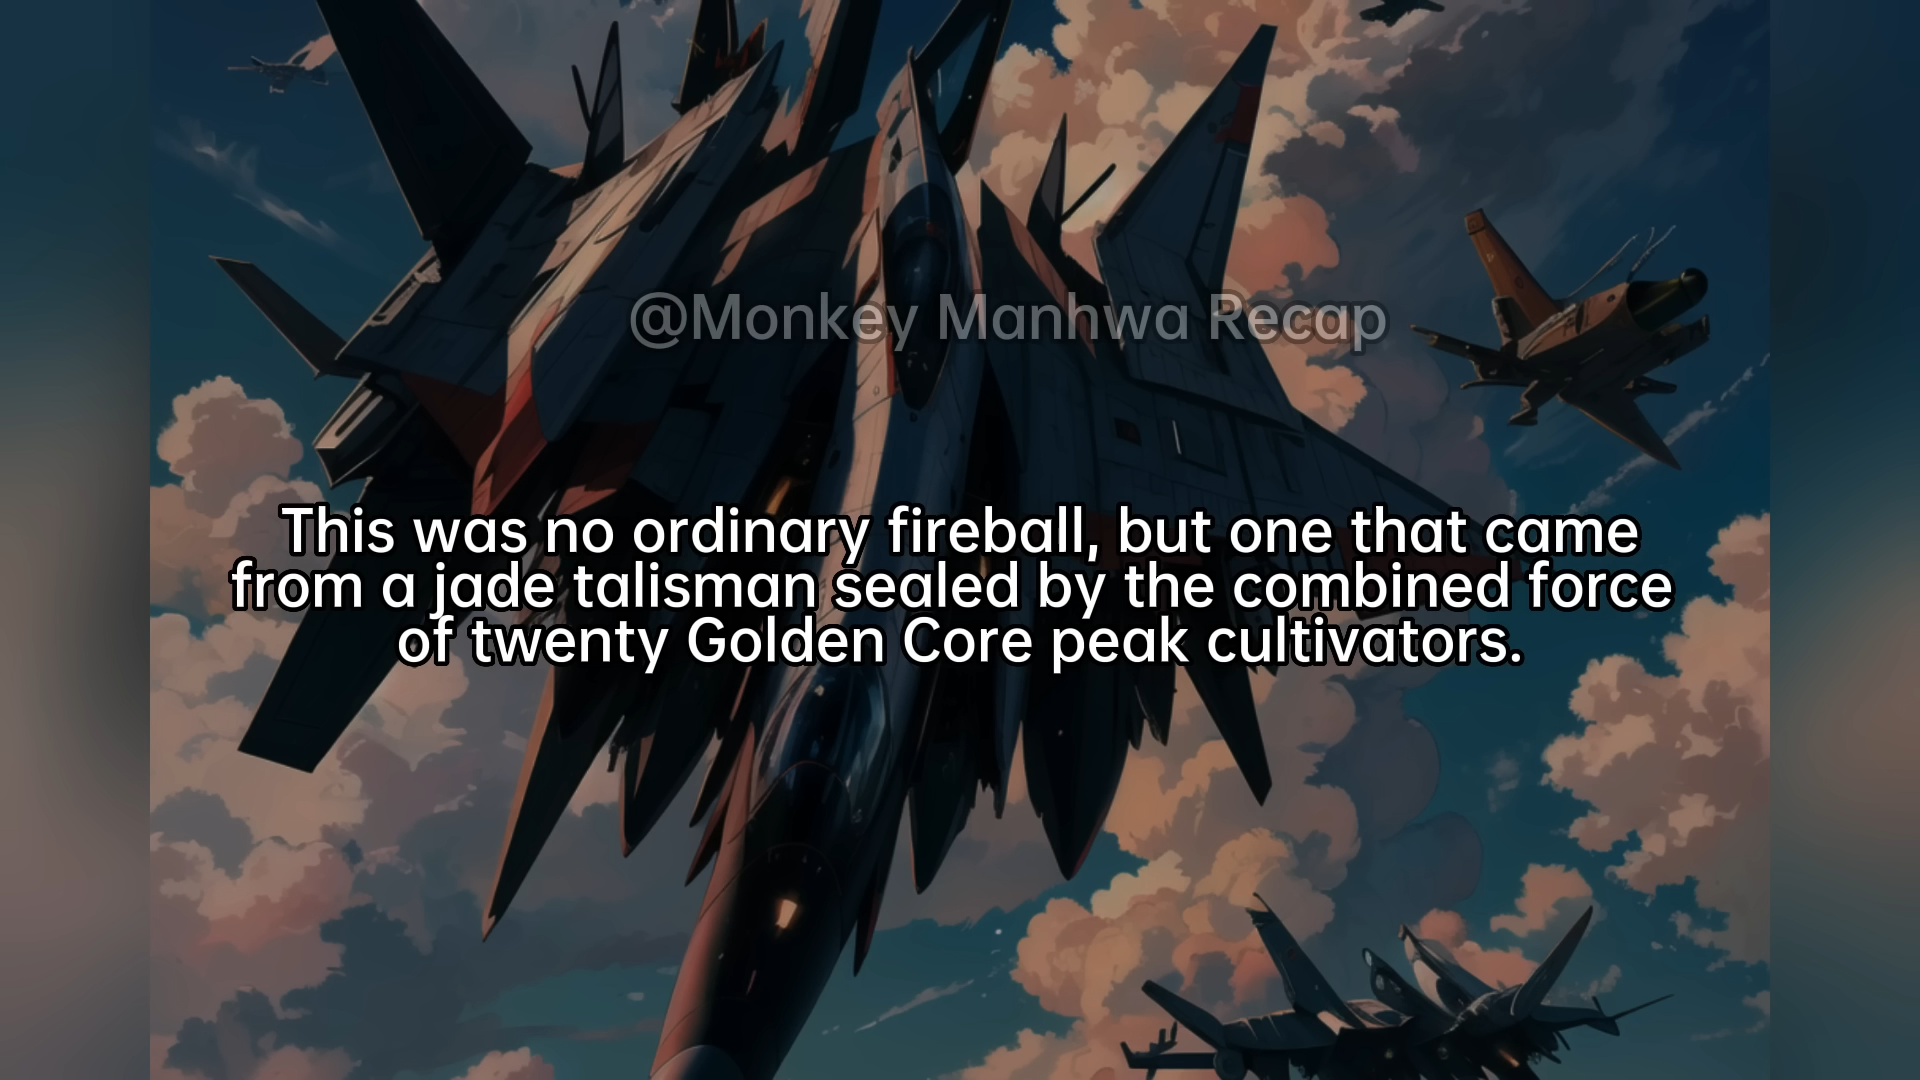 @Monkey Manhwa Recap
This was no ordinary fireball, but one that came
from a jade talisman sealed by the combined force
of twenty Golden Core peak cultivators.